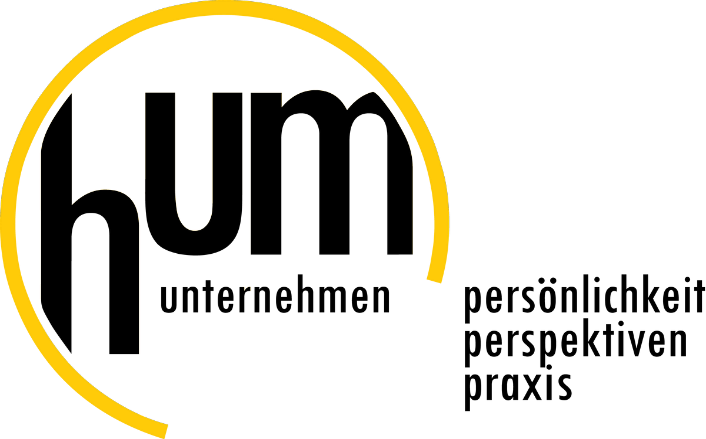 hum
unternehmen
persönlichkeit
perspektiven
praxis